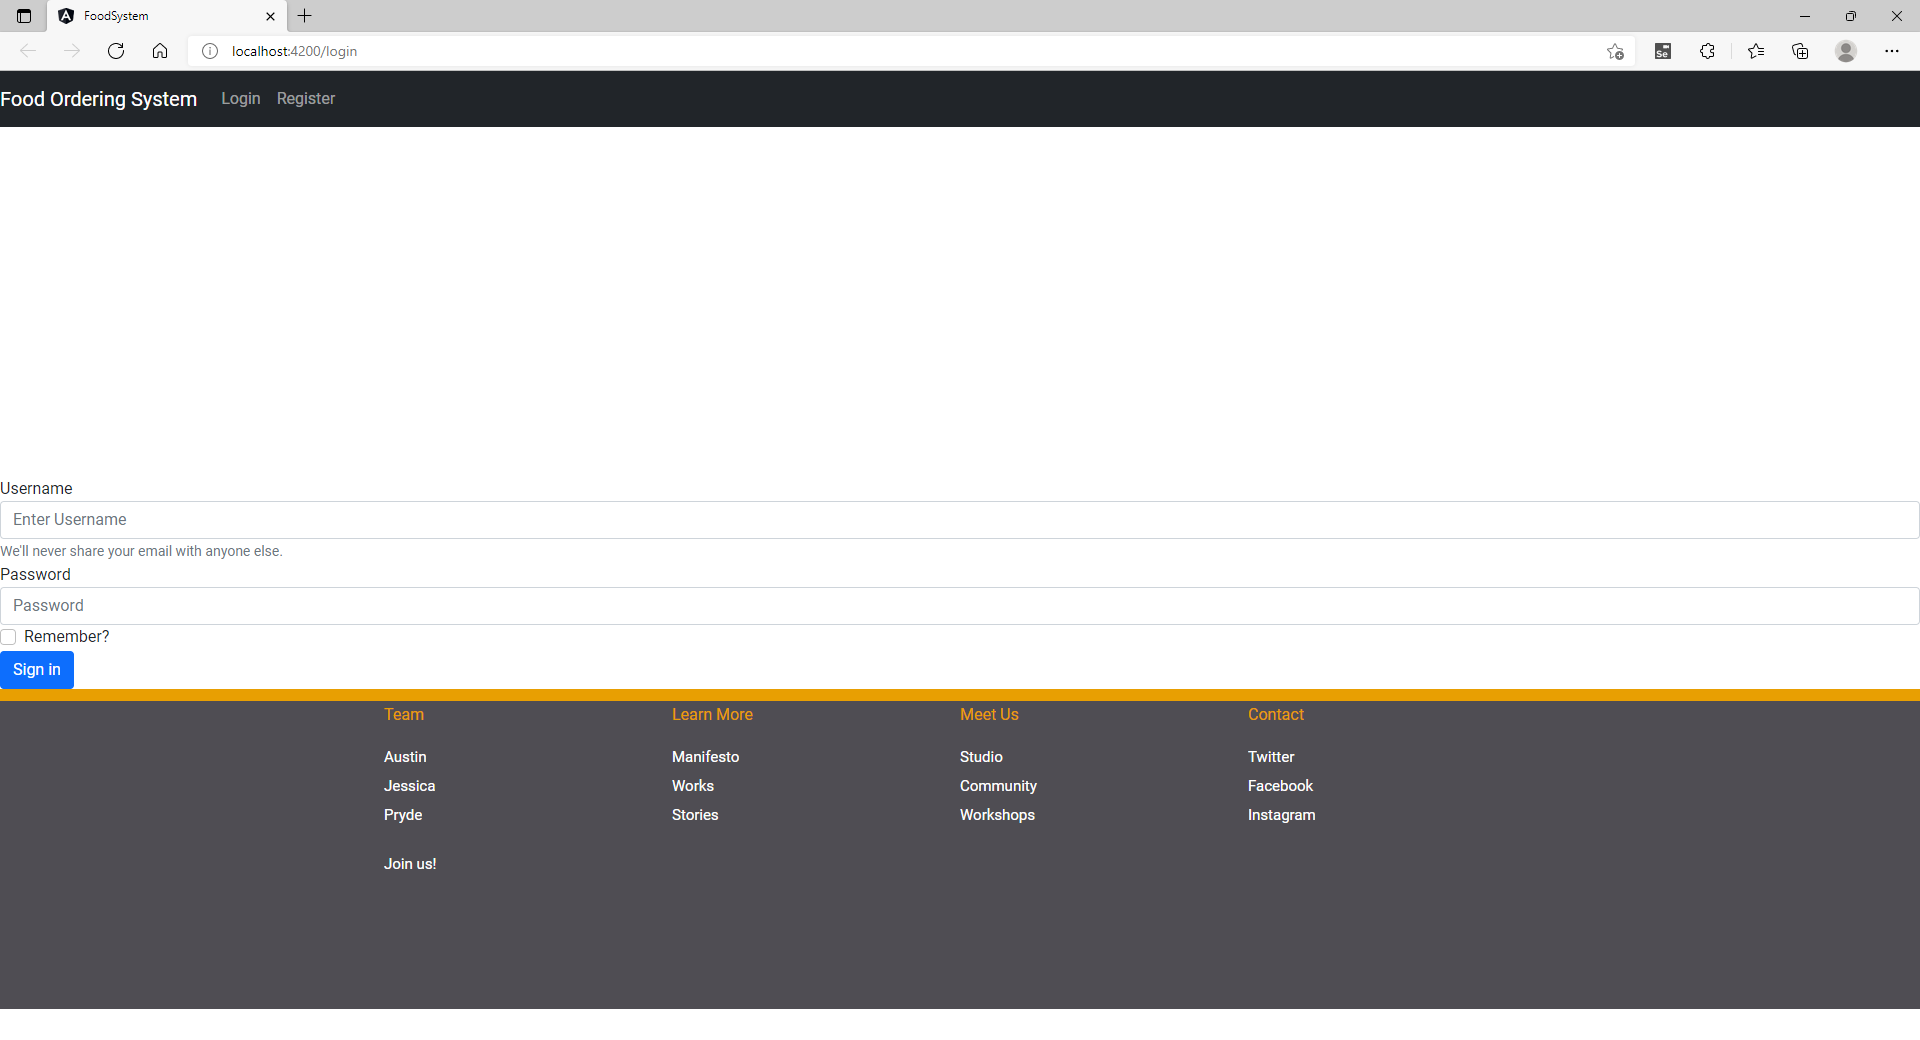 FoodSystem
localhost:4200/login
Se
Food Ordering System Login Register
Username
Enter Username
We'll never share your email with anyone else.
Password
Password
Remember?
Sign in
Team
Austin
Jessica
Pryde
Join us!
Learn More
Manifesto
Works
Stories
Meet Us
Studio
Community
Workshops
Contact
Twitter
Facebook
Instagram